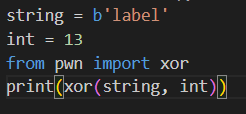 string = b'label'
int = 13
from pwn import xor
print(xor(string, int))